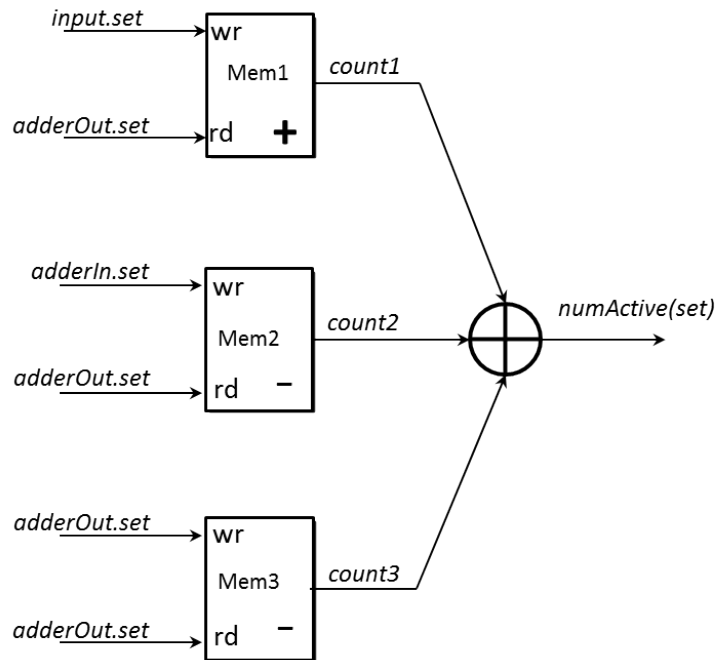 input.set
wr
Mem1
count1
adderOut.set
rd
+
adderIn.set
wr
numActive(set)
Mem2
count2
adderOut.set
rd
–
adderOut.set
wr
Mem3
count3
adderOut.set
rd
–